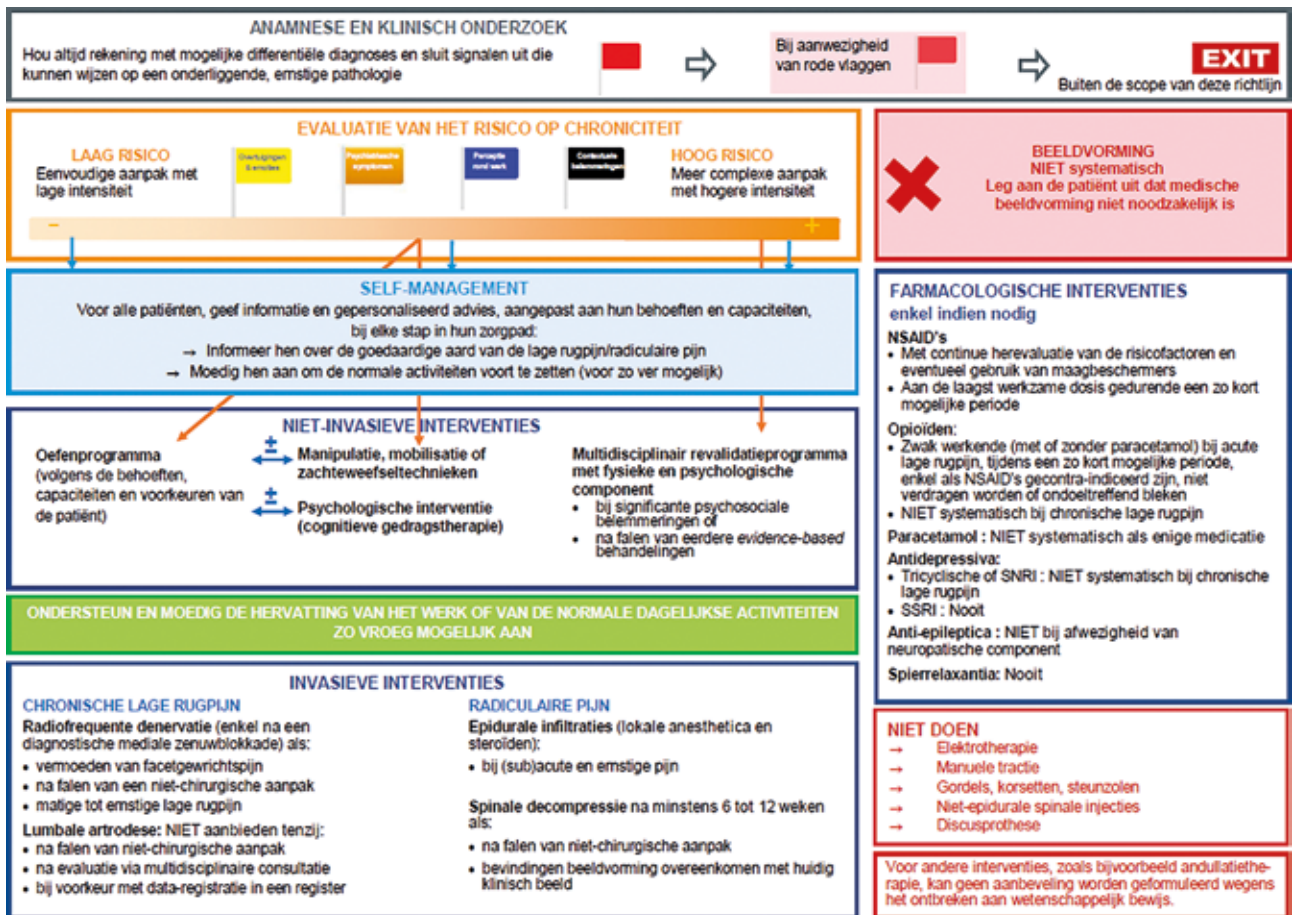 ANAMNESE EN KLINISCH ONDERZOEK
Hou altijd rekening met mogelijke differentiële diagnoses en sluit signalen uit die
kunnen wijzen op een onderliggende, ernstige pathologie
Bij aanwezigheid
van rode vlaggen
EXIT
Buiten de scope van deze richtlijn
EVALUATIE VAN HET RISICO OP CHRONICITEIT
LAAG RISICO
Eenvoudige aanpak met
lage intensiteit
Overtuigingen
& emoties
Psychiatrische
symptomen
Perceptie
rond werk
Contextuele
belemmeringen
HOOG RISICO
Meer complexe aanpak
met hogere intensiteit
–
+
BEELDVORMING
NIET systematisch
Leg aan de patiënt uit dat medische
beeldvorming niet noodzakelijk is
SELF-MANAGEMENT
Voor alle patiënten, geef informatie en gepersonaliseerd advies, aangepast aan hun behoeften en capaciteiten,
bij elke stap in hun zorgpad:
→ Informeer hen over de goedaardige aard van de lage rugpijn/radiculaire pijn
→ Moedig hen aan om de normale activiteiten voort te zetten (voor zo ver mogelijk)
NIET-INVASIEVE INTERVENTIES
Oefenprogramma
(volgens de behoeften,
capaciteiten en voorkeuren van
de patiënt)
±
±
Manipulatie, mobilisatie of
zachteweefseltechnieken
Psychologische interventie
(cognitieve gedragstherapie)
Multidisciplinair revalidatieprogramma
met fysieke en psychologische
component
• bij significante psychosociale
belemmeringen of
• na falen van eerdere evidence-based
behandelingen
ONDERSTEUN EN MOEDIG DE HERVATTING VAN HET WERK OF VAN DE NORMALE DAGELIJKSE ACTIVITEITEN
ZO VROEG MOGELIJK AAN
INVASIEVE INTERVENTIES
CHRONISCHE LAGE RUGPIJN
Radiofrequente denervatie (enkel na een
diagnostische mediale zenuwblokkade) als:
• vermoeden van facetgewrichtspijn
• na falen van een niet-chirurgische aanpak
• matige tot ernstige lage rugpijn
Lumbale artrodese: NIET aanbieden tenzij:
• na falen van niet-chirurgische aanpak
• na evaluatie via multidisciplinaire consultatie
• bij voorkeur met data-registratie in een register
RADICULAIRE PIJN
Epidurale infiltraties (lokale anesthetica en
steroïden):
• bij (sub)acute en ernstige pijn
Spinale decompressie na minstens 6 tot 12 weken
als:
• na falen van niet-chirurgische aanpak
• bevindingen beeldvorming overeenkomen met huidig
klinisch beeld
FARMACOLOGISCHE INTERVENTIES
enkel indien nodig
NSAID's
• Met continue herevaluatie van de risicofactoren en
eventueel gebruik van maagbeschermers
• Aan de laagst werkzame dosis gedurende een zo kort
mogelijke periode
Opioïden:
• Zwak werkende (met of zonder paracetamol) bij acute
lage rugpijn, tijdens een zo kort mogelijke periode,
enkel als NSAID's gecontra-indiceerd zijn, niet
verdragen worden of ondoeltreffend bleken
• NIET systematisch bij chronische lage rugpijn
Paracetamol : NIET systematisch als enige medicatie
Antidepressiva:
• Tricyclische of SNRI : NIET systematisch bij chronische
lage rugpijn
• SSRI : Nooit
Anti-epileptica : NIET bij afwezigheid van
neuropatische component
Spierrelaxantia: Nooit
NIET DOEN
→ Elektrotherapie
→ Manuele tractie
→ Gordels, korsetten, steunzolen
→ Niet-epidurale spinale injecties
→ Discusprothese
Voor andere interventies, zoals bijvoorbeeld andullatiethe-
rapie, kan geen aanbeveling worden geformuleerd wegens
het ontbreken aan wetenschappelijk bewijs.